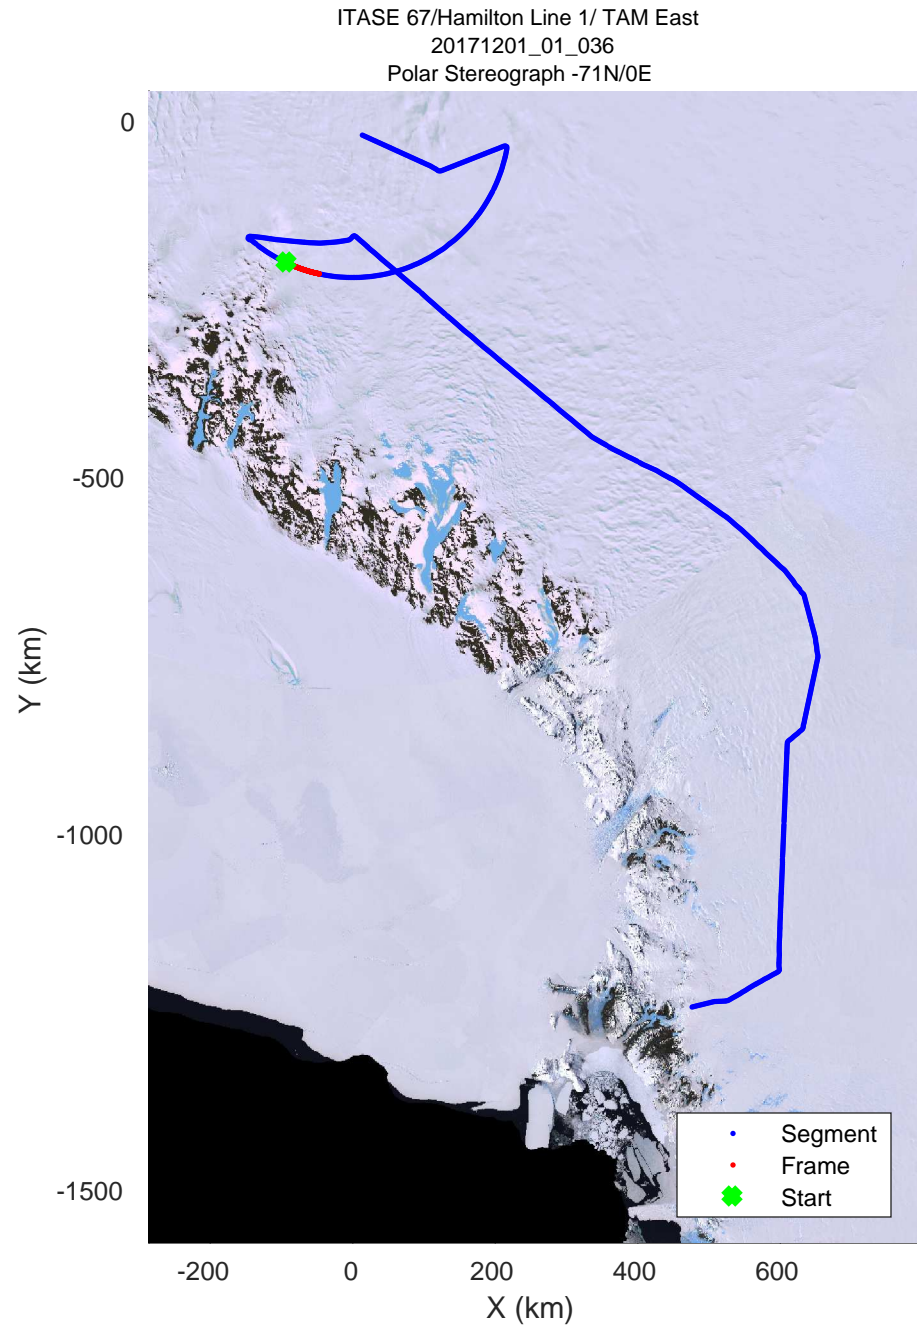 ITASE 67/Hamilton Line 1/ TAM East
20171201_01_036
Polar Stereograph -71N/0E
0
-500
-1000
-1500
Y (km)
Segment
Frame
Start
-200
0
200
400
600
X (km)